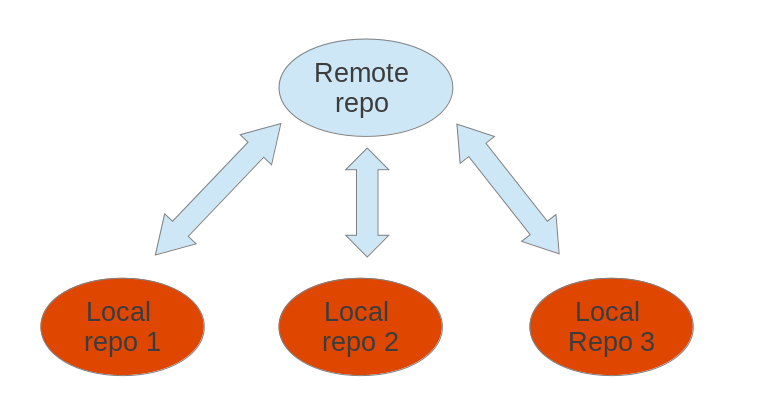 Remote
repo
Local
repo 1
Local
repo 2
Local
Repo 3